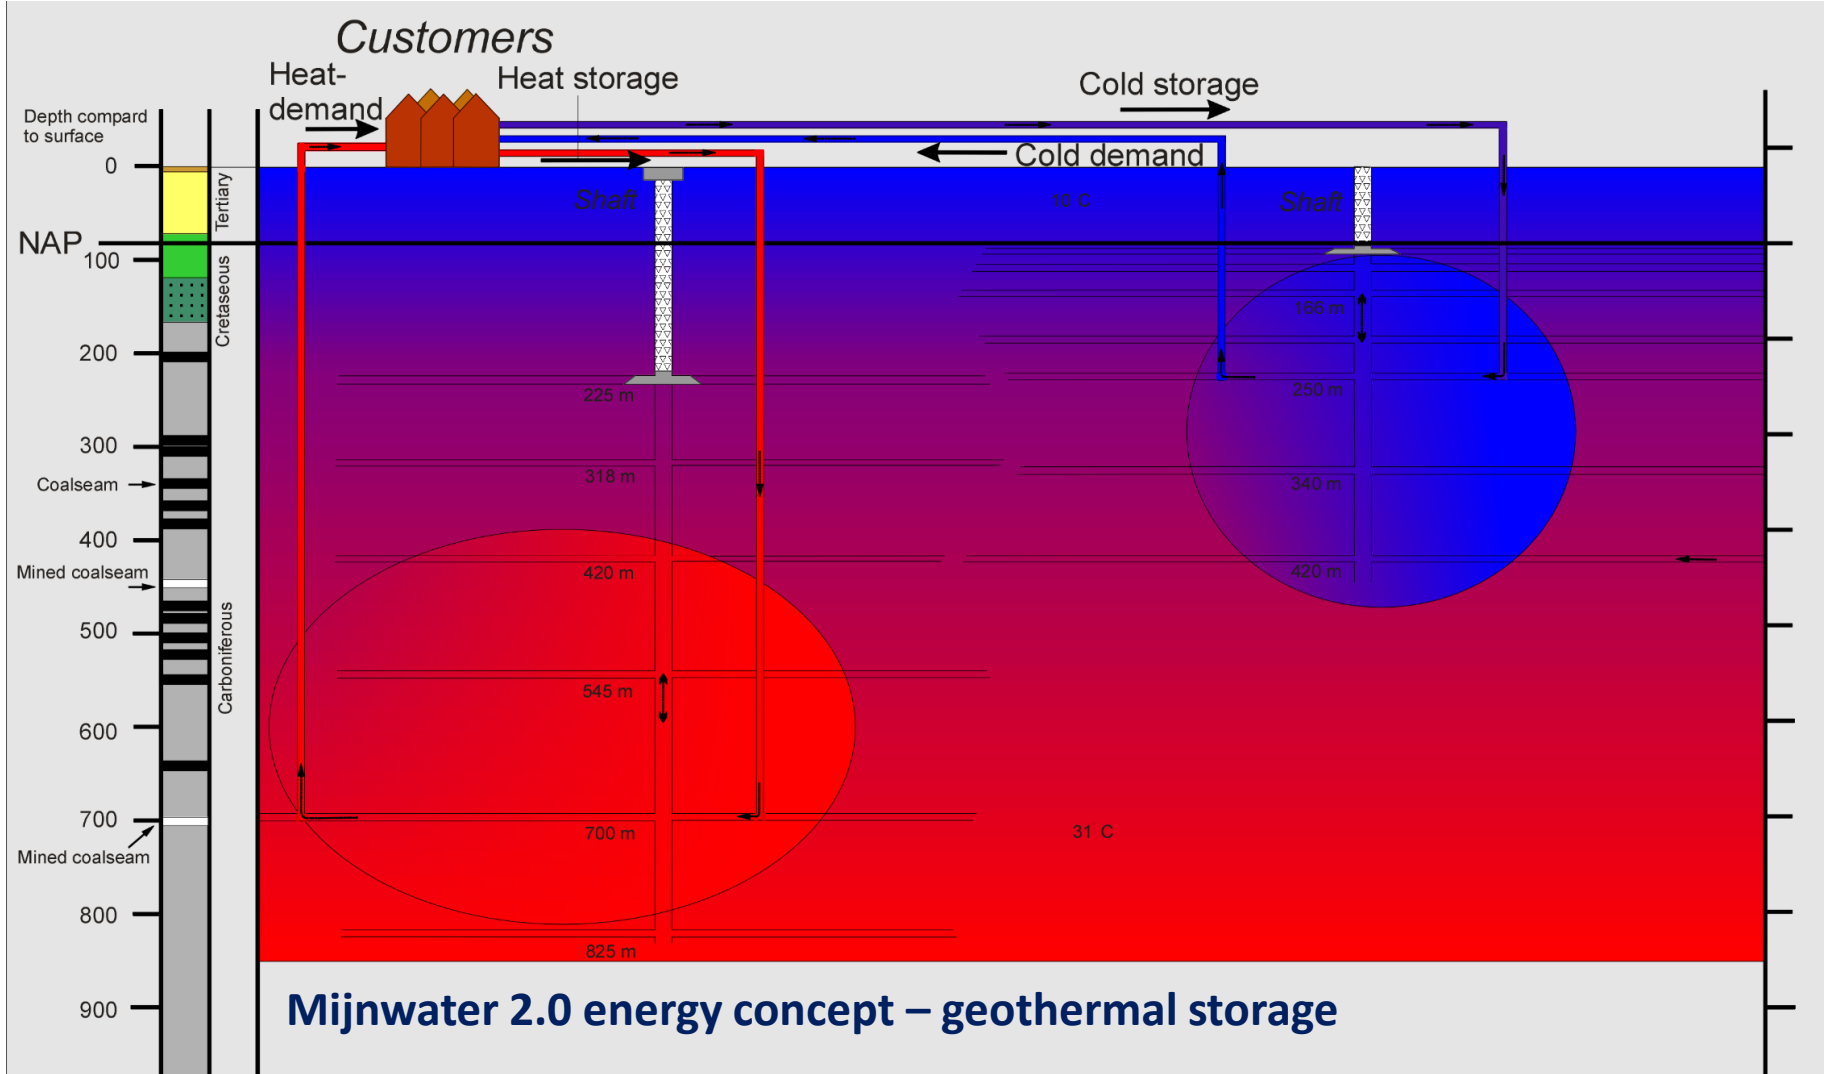 Customers
Heat-
demand
Heat storage
Cold storage
Depth compard
to surface
Cold demand
0
Tertiary
Shaft
10 C
Shaft
NAP
100
Cretaseous
166 m
200
225 m
250 m
300
318 m
340 m
Coalseam
400
420 m
420 m
Mined coalseam
500
Carboniferous
545 m
600
700
700 m
31 C
Mined coalseam
800
825 m
900
Mijnwater 2.0 energy concept – geothermal storage